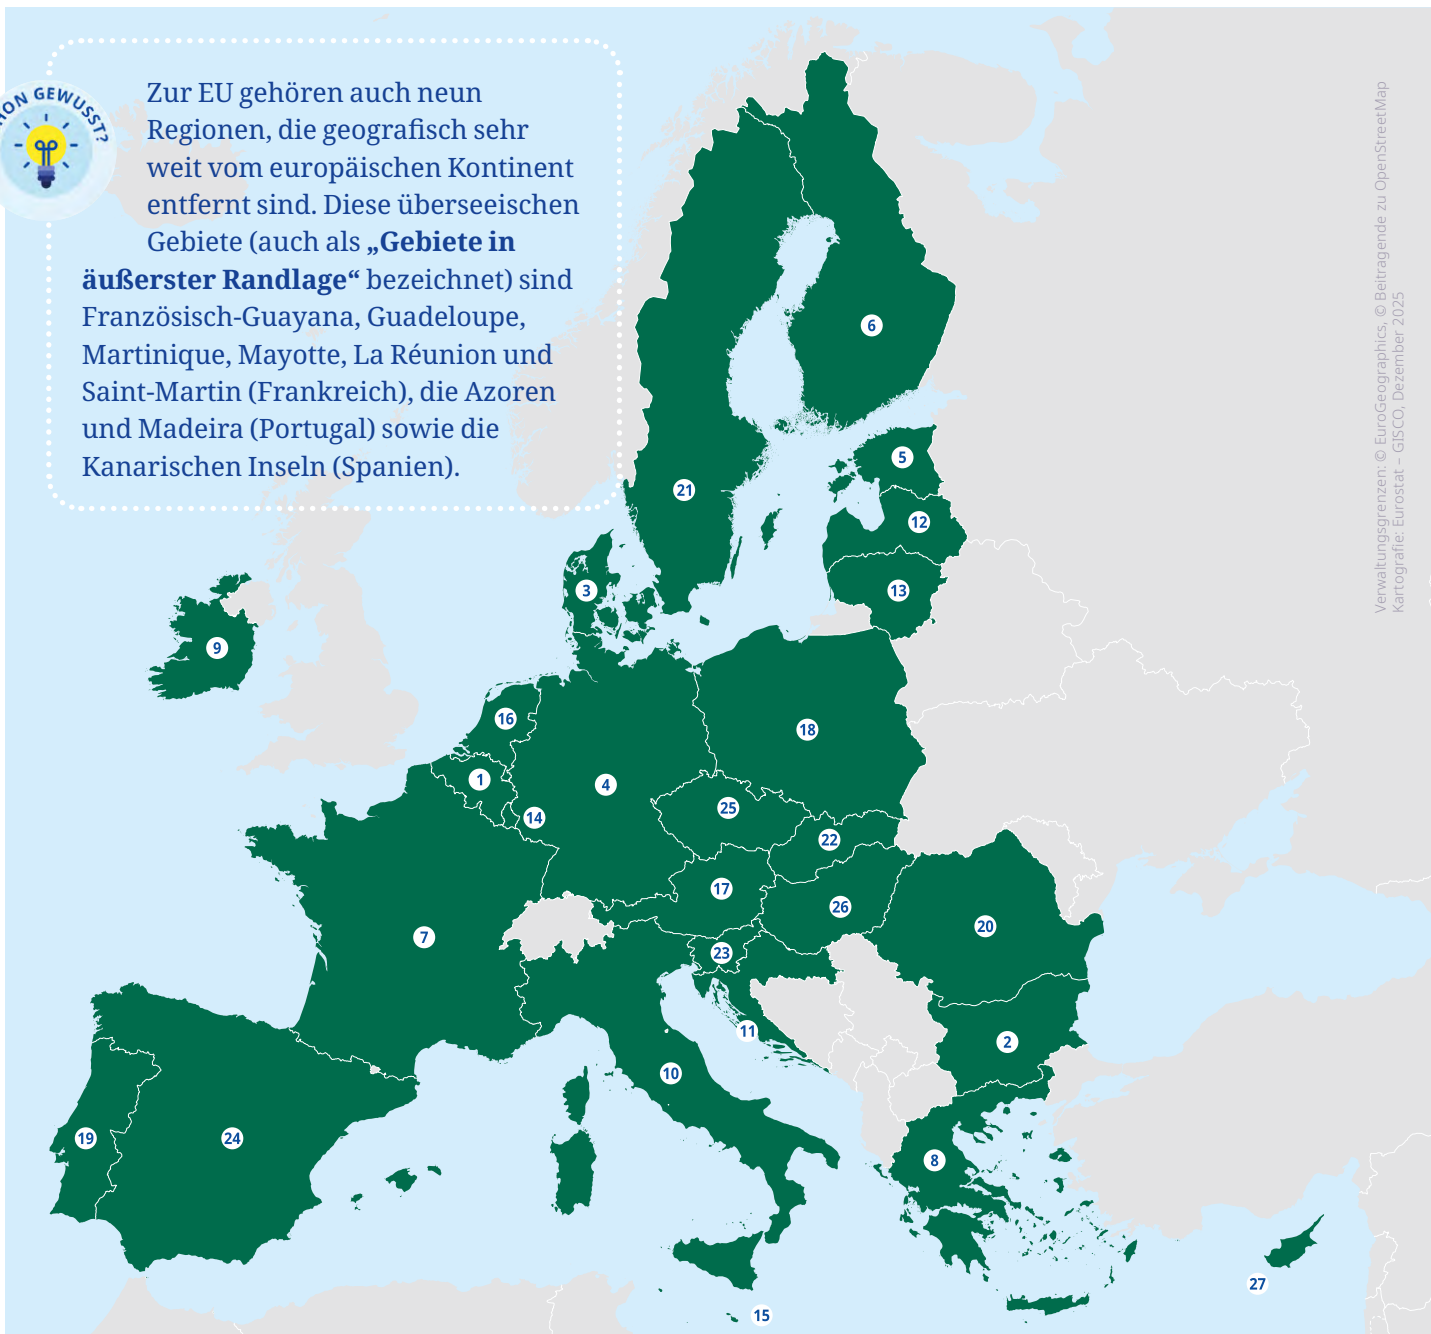 HON GEWUSST?
Zur EU gehören auch neun
Regionen, die geografisch sehr
weit vom europäischen Kontinent
entfernt sind. Diese überseeischen
Gebiete (auch als „Gebiete in
äußerster Randlage“ bezeichnet) sind
Französisch-Guayana, Guadeloupe,
Martinique, Mayotte, La Réunion und
Saint-Martin (Frankreich), die Azoren
und Madeira (Portugal) sowie die
Kanarischen Inseln (Spanien).
Verwaltungsgrenzen: © EuroGeographics, © Beitragende zu OpenStreetMap
Kartografie: Eurostat – GISCO, Dezember 2025
6
5
21
12
3
13
9
16
18
1
4
25
14
22
17
26
20
7
23
11
2
10
19
24
8
27
15